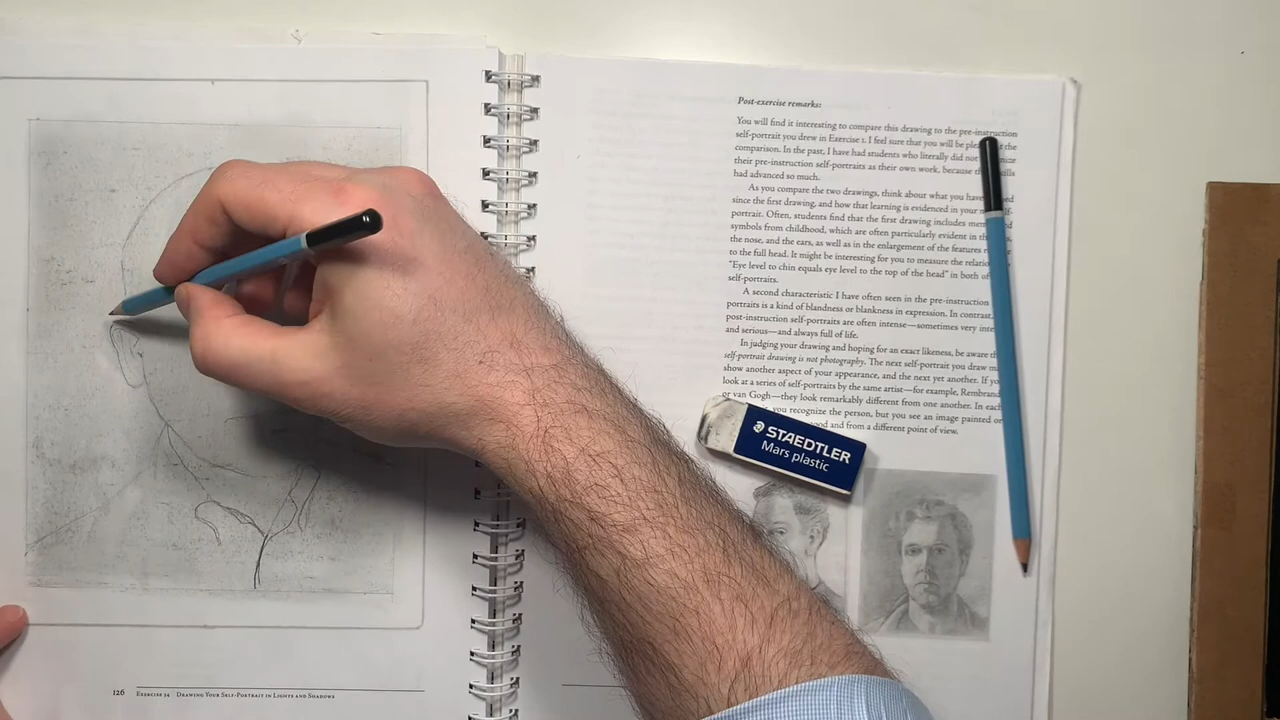 Post-exercise remarks:
You will find it interesting to compare this drawing to the pre-instruction
self-portrait you drew in Exercise 1. I feel sure that you will be the
comparison. In the past, I have had students who literally did not
their pre-instruction self-portraits as their own work, because
had advanced so much.
As you compare the two drawings, think about what you have
since the first drawing, and how that learning is evidenced in your
portrait. Often, students find that the first drawing includes
symbols from childhood, which are often particularly evident in
the nose, and the ears, as well as in the enlargement of the features
to the full head. It might be interesting for you to measure the
"Eye level to chin equals eye level to the top of the head" in both of
self-portraits.
A second characteristic I have often seen in the pre-instruction
portraits is a kind of blandness or blankness in expression. In contrast,
post-instruction self-portraits are often intense—sometimes very
and serious—and always full of life.
In judging your drawing and hoping for an exact likeness, be aware
self-portrait drawing is not photography. The next self-portrait you draw
show another aspect of your appearance, and the next yet another. If
look at a series of self-portraits by the same artist—for example,
or van Gogh—they look remarkably different from one another. In each
you recognize the person, but you see an image painted or
and from a different point of view.
STAEDTLER
Mars plastic
126 Exercise 34 Drawing Your Self-Portrait in Lights and Shadows